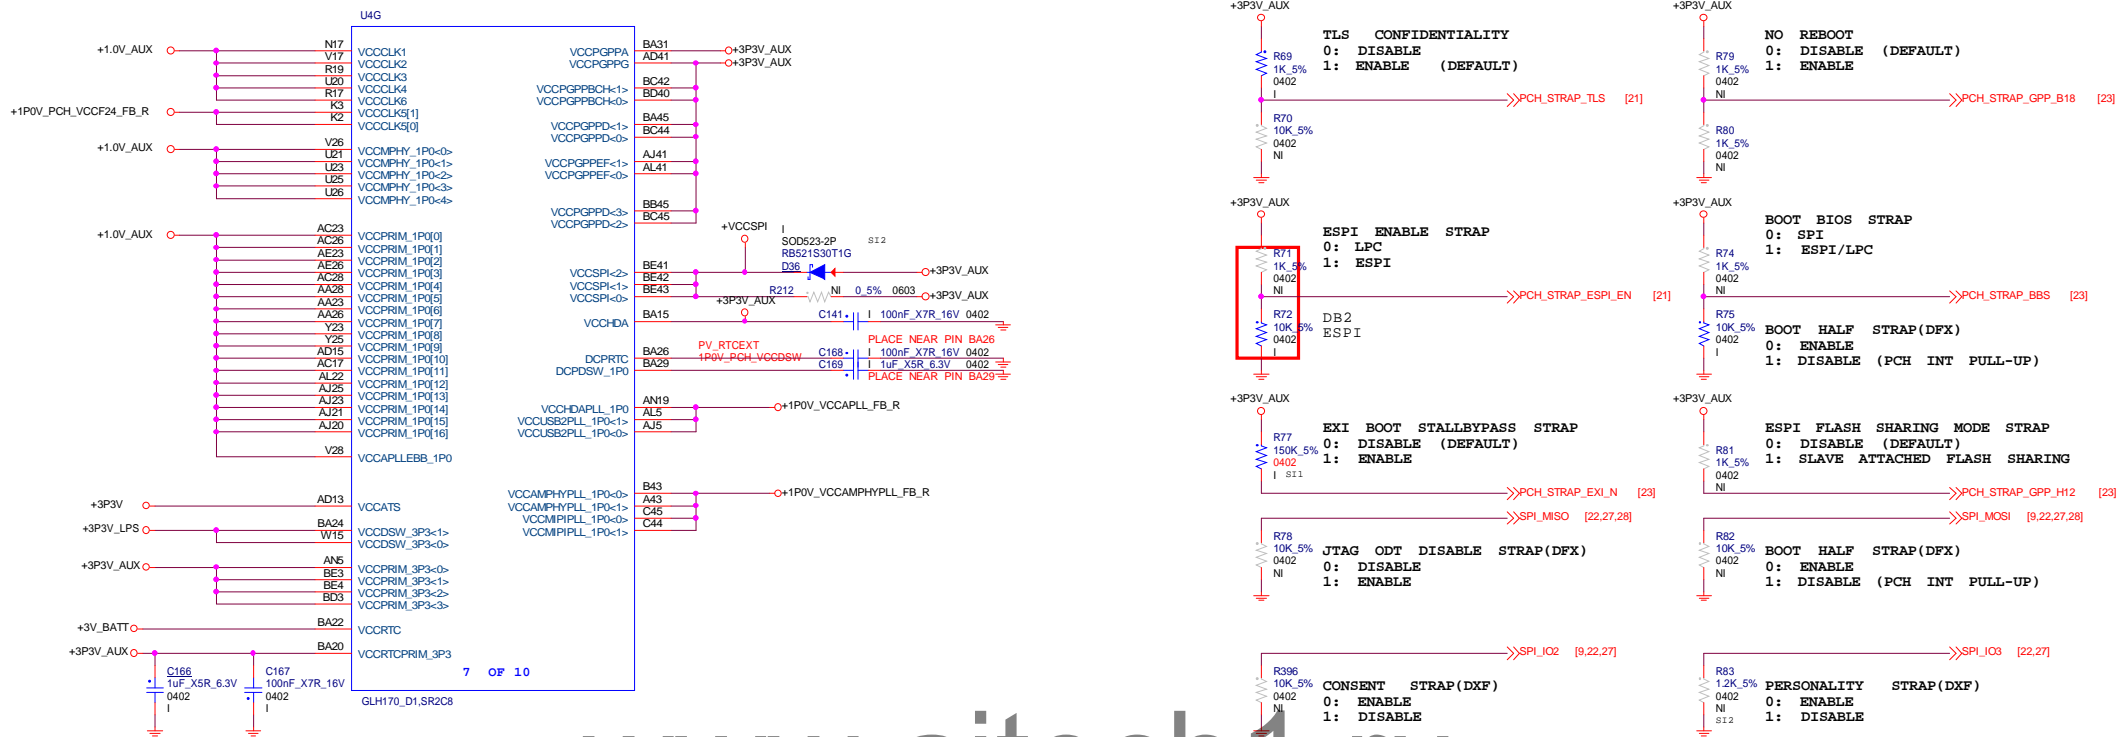 U4G
+1.0V_AUX
N17 VCCCLK1
V17 VCCCLK2
R19 VCCCLK3
U20 VCCCLK4
R17 VCCCLK6
+1P0V_PCH_VCCF24_FB_R
K3 VCCCLK5[1]
K2 VCCCLK5[0]
+1.0V_AUX
V26 VCCMPHY_1P0<0>
U21 VCCMPHY_1P0<1>
U23 VCCMPHY_1P0<2>
U25 VCCMPHY_1P0<3>
U26 VCCMPHY_1P0<4>
+1.0V_AUX
AC23 VCCPRIM_1P0[0]
AC26 VCCPRIM_1P0[1]
AE23 VCCPRIM_1P0[2]
AE26 VCCPRIM_1P0[3]
AC28 VCCPRIM_1P0[4]
AA28 VCCPRIM_1P0[5]
AA23 VCCPRIM_1P0[6]
AA26 VCCPRIM_1P0[7]
Y23 VCCPRIM_1P0[8]
Y25 VCCPRIM_1P0[9]
AD15 VCCPRIM_1P0[10]
AC17 VCCPRIM_1P0[11]
AL22 VCCPRIM_1P0[12]
AJ25 VCCPRIM_1P0[13]
AJ23 VCCPRIM_1P0[14]
AJ21 VCCPRIM_1P0[15]
AJ20 VCCPRIM_1P0[16]
V28 VCCAPLLEBB_1P0
+3P3V AD13 VCCATS
+3P3V_LPS BA24 VCCDSW_3P3<1>
W15 VCCDSW_3P3<0>
+3P3V_AUX AN5 VCCPRIM_3P3<0>
BE3 VCCPRIM_3P3<1>
BE4 VCCPRIM_3P3<2>
BD3 VCCPRIM_3P3<3>
+3V_BATT BA22 VCCRTC
+3P3V_AUX BA20 VCCRTCPRIM_3P3
C166
1uF_X5R_6.3V
0402
I
C167
100nF_X7R_16V
0402
I
7 OF 10
GLH170_D1,SR2C8
VCCPGPPA BA31 +3P3V_AUX
VCCPGPPG AD41 +3P3V_AUX
VCCPGPPBCH<1> BC42
VCCPGPPBCH<0> BD40
VCCPGPPD<1> BA45
VCCPGPPD<0> BC44
VCCPGPPEF<1> AJ41
VCCPGPPEF<0> AL41
VCCPGPPD<3> BB45
VCCPGPPD<2> BC45
+VCCSPI
I
SOD523-2P SI2
RB521S30T1G
D36
VCCSPI<2> BE41 +3P3V_AUX
VCCSPI<1> BE42
VCCSPI<0> BE43 R212 NI 0_5% 0603 +3P3V_AUX
+3P3V_AUX
VCCHDA BA15 C141 I 100nF_X7R_16V 0402
PLACE NEAR PIN BA26
PV_RTCEXT
DCPRTC BA26 C168 I 100nF_X7R_16V 0402
1P0V_PCH_VCCDSW
DCPDSW_1P0 BA29 C169 I 1uF_X5R_6.3V 0402
PLACE NEAR PIN BA29
VCCHDAPLL_1P0 AN19 +1P0V_VCCAPLL_FB_R
VCCUSB2PLL_1P0<1> AL5
VCCUSB2PLL_1P0<0> AJ5
VCCAMPHYPLL_1P0<0> B43 +1P0V_VCCAMPHYPLL_FB_R
VCCAMPHYPLL_1P0<1> A43
VCCMIPIPLL_1P0<0> C45
VCCMIPIPLL_1P0<1> C44
+3P3V_AUX
R69
1K_5%
0402
I
TLS CONFIDENTIALITY
0: DISABLE
1: ENABLE (DEFAULT)
PCH_STRAP_TLS [21]
R70
10K_5%
0402
NI
+3P3V_AUX
R79
1K_5%
0402
NI
NO REBOOT
0: DISABLE (DEFAULT)
1: ENABLE
PCH_STRAP_GPP_B18 [23]
R80
1K_5%
0402
NI
+3P3V_AUX
R71
1K_5%
0402
NI
ESPI ENABLE STRAP
0: LPC
1: ESPI
PCH_STRAP_ESPI_EN [21]
R72
10K_5%
0402
I
DB2
ESPI
+3P3V_AUX
R74
1K_5%
0402
NI
BOOT BIOS STRAP
0: SPI
1: ESPI/LPC
PCH_STRAP_BBS [23]
R75
10K_5%
0402
I
BOOT HALF STRAP(DFX)
0: ENABLE
1: DISABLE (PCH INT PULL-UP)
+3P3V_AUX
R77
150K_5%
0402
I SI1
EXI BOOT STALLBYPASS STRAP
0: DISABLE (DEFAULT)
1: ENABLE
PCH_STRAP_EXI_N [23]
+3P3V_AUX
R81
1K_5%
0402
NI
ESPI FLASH SHARING MODE STRAP
0: DISABLE (DEFAULT)
1: SLAVE ATTACHED FLASH SHARING
PCH_STRAP_GPP_H12 [23]
SPI_MISO [22,27,28]
R78
10K_5%
0402
NI
JTAG ODT DISABLE STRAP(DFX)
0: DISABLE
1: ENABLE
SPI_MOSI [9,22,27,28]
R82
10K_5%
0402
NI
BOOT HALF STRAP(DFX)
0: ENABLE
1: DISABLE (PCH INT PULL-UP)
SPI_IO2 [9,22,27]
R396
10K_5%
0402
NI
CONSENT STRAP(DXF)
0: ENABLE
1: DISABLE
SPI_IO3 [22,27]
R83
1.2K_5%
0402
NI
SI2
PERSONALITY STRAP(DXF)
0: ENABLE
1: DISABLE